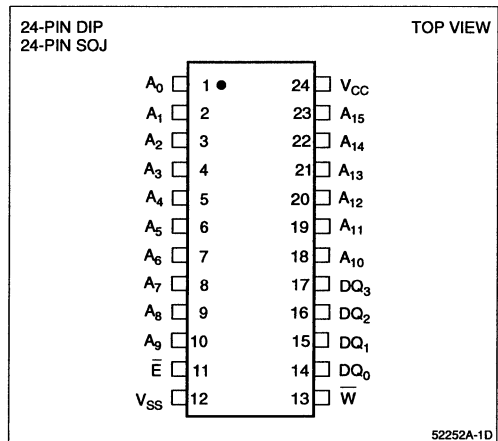 24-PIN DIP TOP VIEW
24-PIN SOJ
A₀ 1 24 VCC
A₁ 2 23 A₁₅
A₂ 3 22 A₁₄
A₃ 4 21 A₁₃
A₄ 5 20 A₁₂
A₅ 6 19 A₁₁
A₆ 7 18 A₁₀
A₇ 8 17 DQ₃
A₈ 9 16 DQ₂
A₉ 10 15 DQ₁
E̅ 11 14 DQ₀
VSS 12 13 W̅
52252A-1D